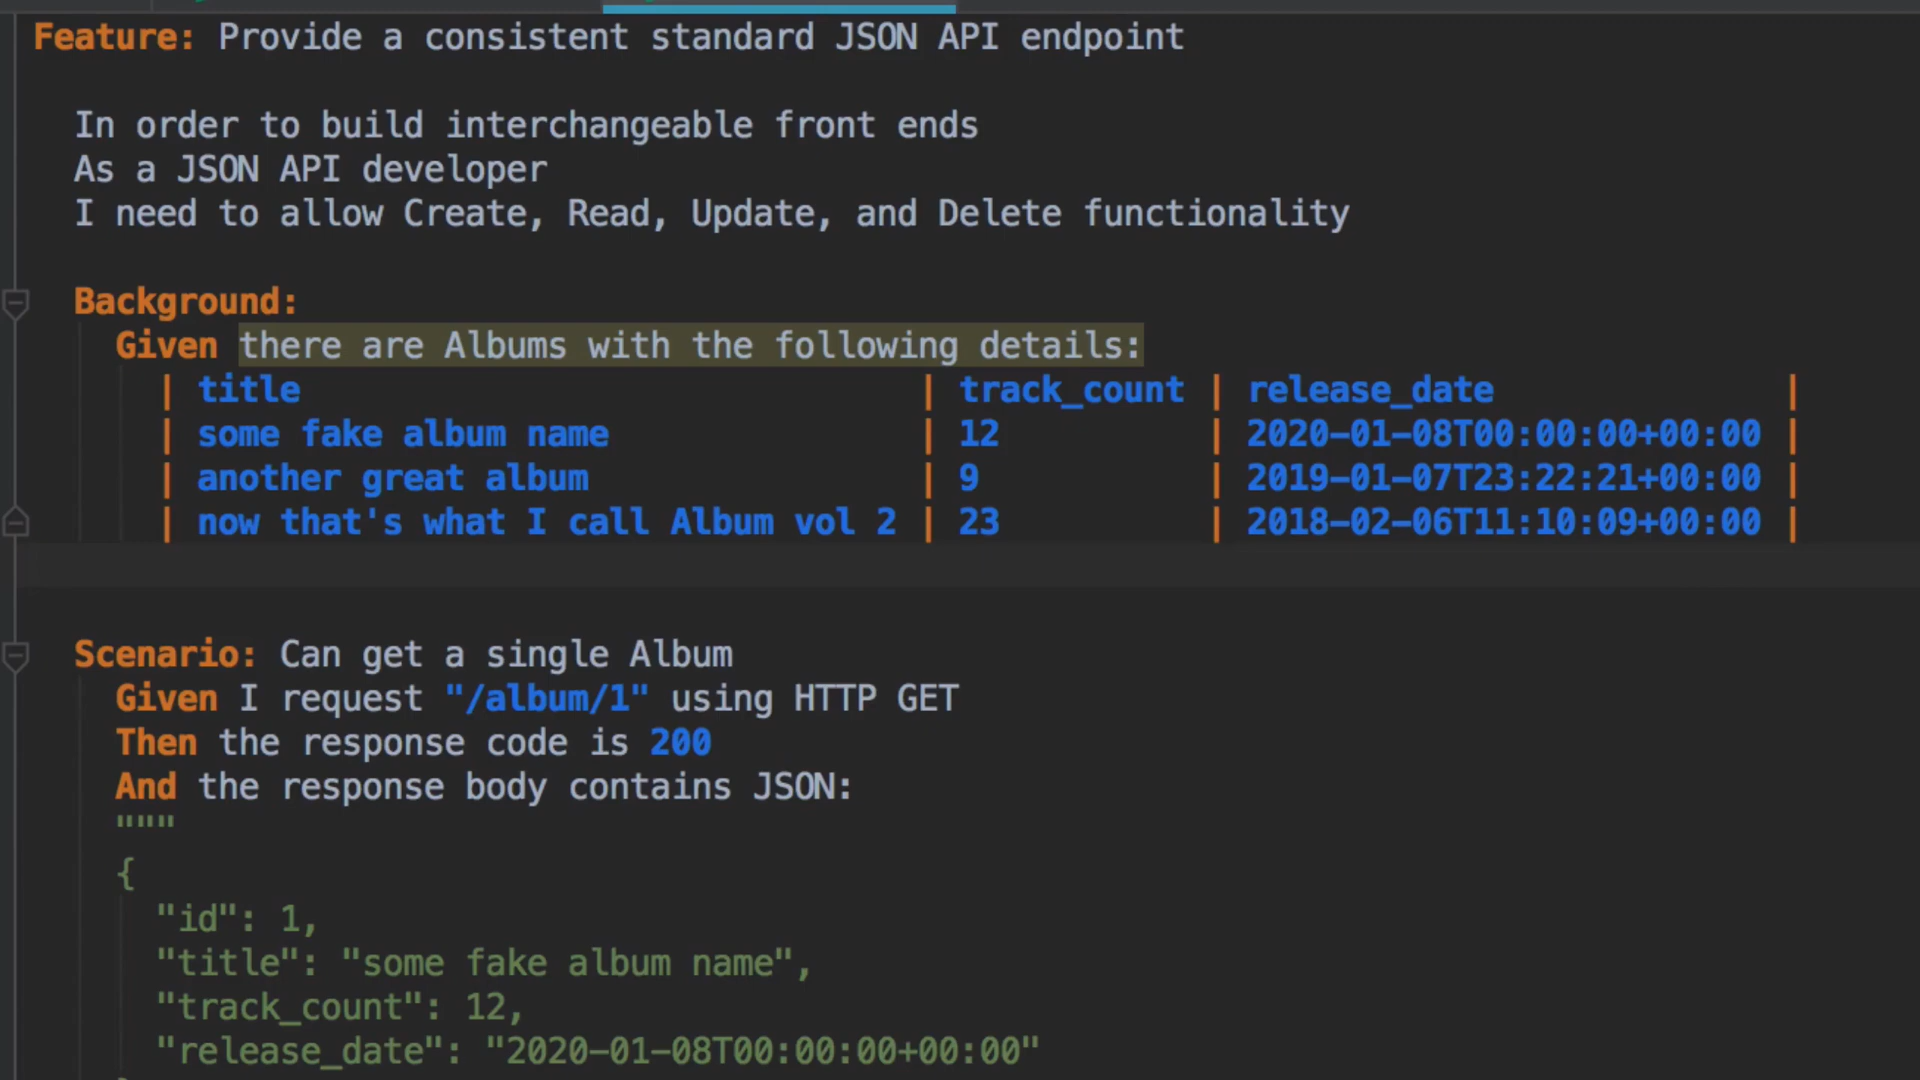 Feature: Provide a consistent standard JSON API endpoint
In order to build interchangeable front ends
As a JSON API developer
I need to allow Create, Read, Update, and Delete functionality
Background:
Given there are Albums with the following details:
| title | track_count | release_date |
| some fake album name | 12 | 2020-01-08T00:00:00+00:00 |
| another great album | 9 | 2019-01-07T23:22:21+00:00 |
| now that's what I call Album vol 2 | 23 | 2018-02-06T11:10:09+00:00 |
Scenario: Can get a single Album
Given I request "/album/1" using HTTP GET
Then the response code is 200
And the response body contains JSON:
"""
{
"id": 1,
"title": "some fake album name",
"track_count": 12,
"release_date": "2020-01-08T00:00:00+00:00"